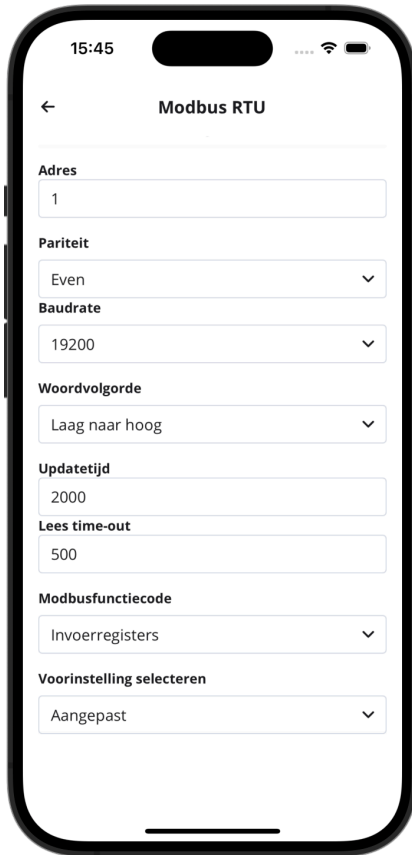 15:45
Modbus RTU
Adres
1
Pariteit
Even
Baudrate
19200
Woordvolgorde
Laag naar hoog
Updatetijd
2000
Lees time-out
500
Modbusfunctiecode
Invoerregisters
Voorinstelling selecteren
Aangepast